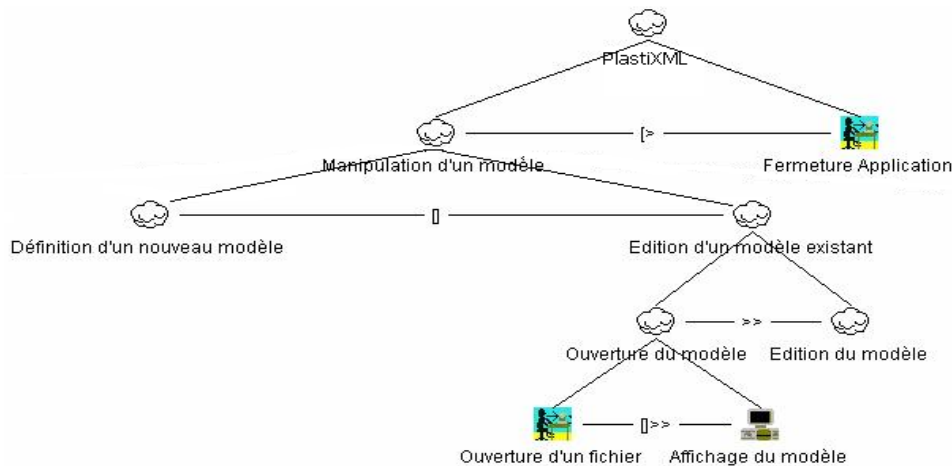 PlastiXML
[>
Manipulation d'un modèle
Fermeture Application
[]
Définition d'un nouveau modèle
Edition d'un modèle existant
>>
Ouverture du modèle
Edition du modèle
[]>>
Ouverture d'un fichier
Affichage du modèle